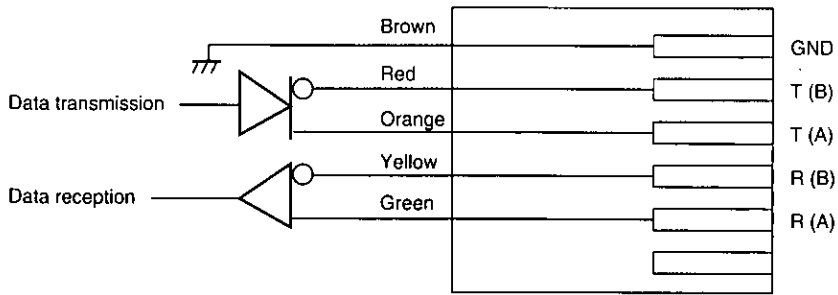 Brown GND
Red T (B)
Data transmission
Orange T (A)
Yellow R (B)
Data reception
Green R (A)